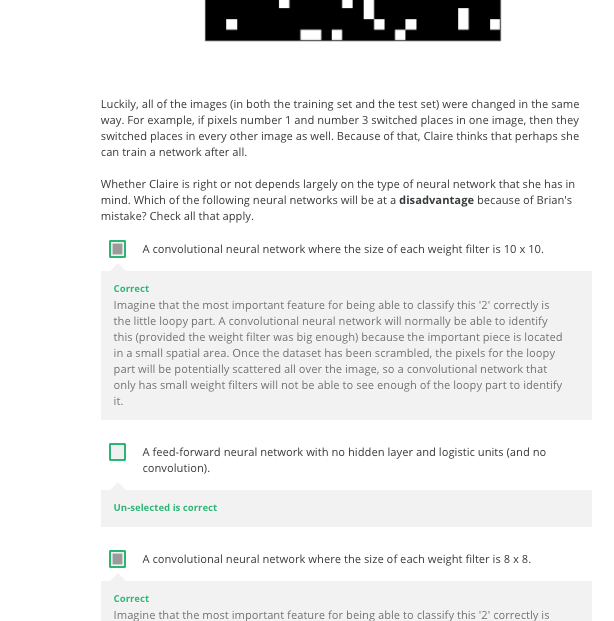 Luckily, all of the images (in both the training set and the test set) were changed in the same
way. For example, if pixels number 1 and number 3 switched places in one image, then they
switched places in every other image as well. Because of that, Claire thinks that perhaps she
can train a network after all.
Whether Claire is right or not depends largely on the type of neural network that she has in
mind. Which of the following neural networks will be at a disadvantage because of Brian's
mistake? Check all that apply.
A convolutional neural network where the size of each weight filter is 10 x 10.
Correct
Imagine that the most important feature for being able to classify this '2' correctly is
the little loopy part. A convolutional neural network will normally be able to identify
this (provided the weight filter was big enough) because the important piece is located
in a small spatial area. Once the dataset has been scrambled, the pixels for the loopy
part will be potentially scattered all over the image, so a convolutional network that
only has small weight filters will not be able to see enough of the loopy part to identify
it.
A feed-forward neural network with no hidden layer and logistic units (and no
convolution).
Un-selected is correct
A convolutional neural network where the size of each weight filter is 8 x 8.
Correct
Imagine that the most important feature for being able to classify this '2' correctly is